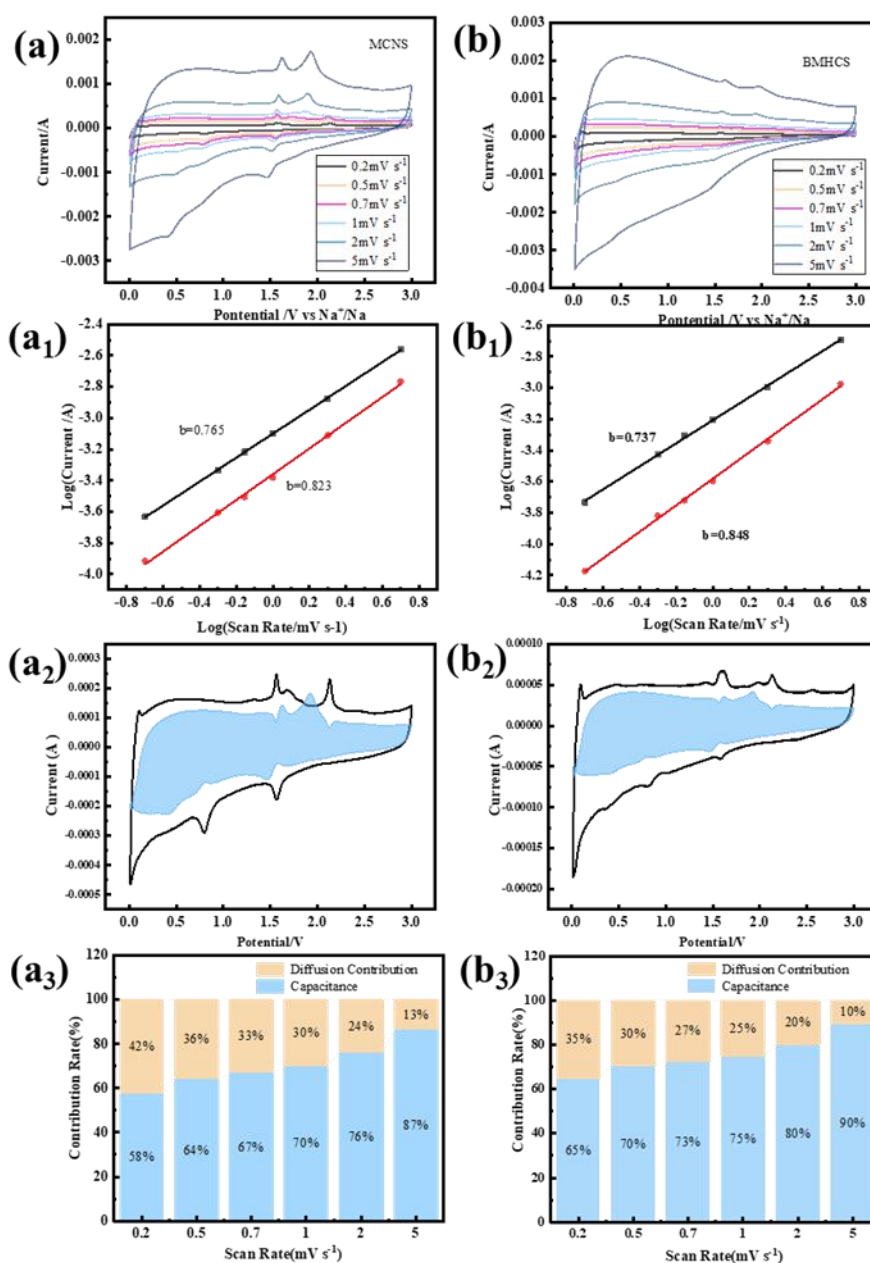 (a)
MCNS
0.002
0.001
0.000
-0.001
-0.002
-0.003
Current/A
0.2mV s⁻¹
0.5mV s⁻¹
0.7mV s⁻¹
1mV s⁻¹
2mV s⁻¹
5mV s⁻¹
0.0 0.5 1.0 1.5 2.0 2.5 3.0
Pontential /V vs Na⁺/Na
(b)
BMHCS
0.003
0.002
0.001
0.000
-0.001
-0.002
-0.003
-0.004
Current/A
0.2mV s⁻¹
0.5mV s⁻¹
0.7mV s⁻¹
1mV s⁻¹
2mV s⁻¹
5mV s⁻¹
0.0 0.5 1.0 1.5 2.0 2.5 3.0
Pontential /V vs Na⁺/Na
(a₁)
-2.4
-2.8
-3.2
-3.6
-4.0
Log(Current /A)
b=0.765
b=0.823
-0.8 -0.6 -0.4 -0.2 0.0 0.2 0.4 0.6 0.8
Log(Scan Rate/mV s-1)
(b₁)
-2.6
-3.0
-3.4
-3.8
-4.2
Log(Current /A)
b=0.737
b=0.848
-0.8 -0.6 -0.4 -0.2 0.0 0.2 0.4 0.6 0.8
Log(Scan Rate/mV s⁻¹)
(a₂)
0.0003
0.0002
0.0001
0.0000
-0.0001
-0.0002
-0.0003
-0.0004
-0.0005
Current (A )
0.0 0.5 1.0 1.5 2.0 2.5 3.0
Potential/V
(b₂)
0.00010
0.00005
0.00000
-0.00005
-0.00010
-0.00015
-0.00020
Current (A )
0.0 0.5 1.0 1.5 2.0 2.5 3.0
Potential/V
(a₃)
120
100
80
60
40
20
0
Contribution Rate(%)
Diffusion Contribution
Capacitance
42% 36% 33% 30% 24% 13%
58% 64% 67% 70% 76% 87%
0.2 0.5 0.7 1 2 5
Scan Rate(mV s⁻¹)
(b₃)
120
100
80
60
40
20
0
Contribution Rate(%)
Diffusion Contribution
Capacitance
35% 30% 27% 25% 20% 10%
65% 70% 73% 75% 80% 90%
0.2 0.5 0.7 1 2 5
Scan Rate(mV s⁻¹)